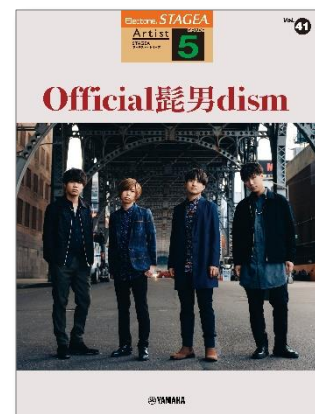 Electone STAGEA
Artist
GRADE
5
Vol. 41
Official髭男dism
YAMAHA